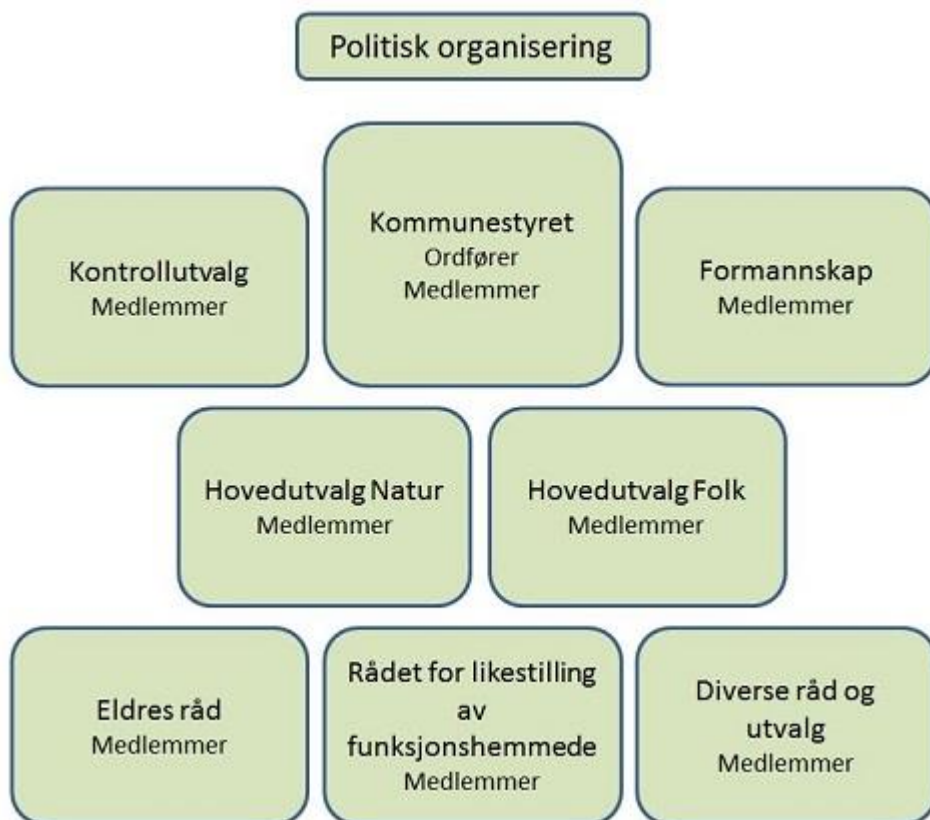 Politisk organisering
Kontrollutvalg
Medlemmer
Kommunestyret
Ordfører
Medlemmer
Formannskap
Medlemmer
Hovedutvalg Natur
Medlemmer
Hovedutvalg Folk
Medlemmer
Eldres råd
Medlemmer
Rådet for likestilling
av
funksjonshemmede
Medlemmer
Diverse råd og
utvalg
Medlemmer